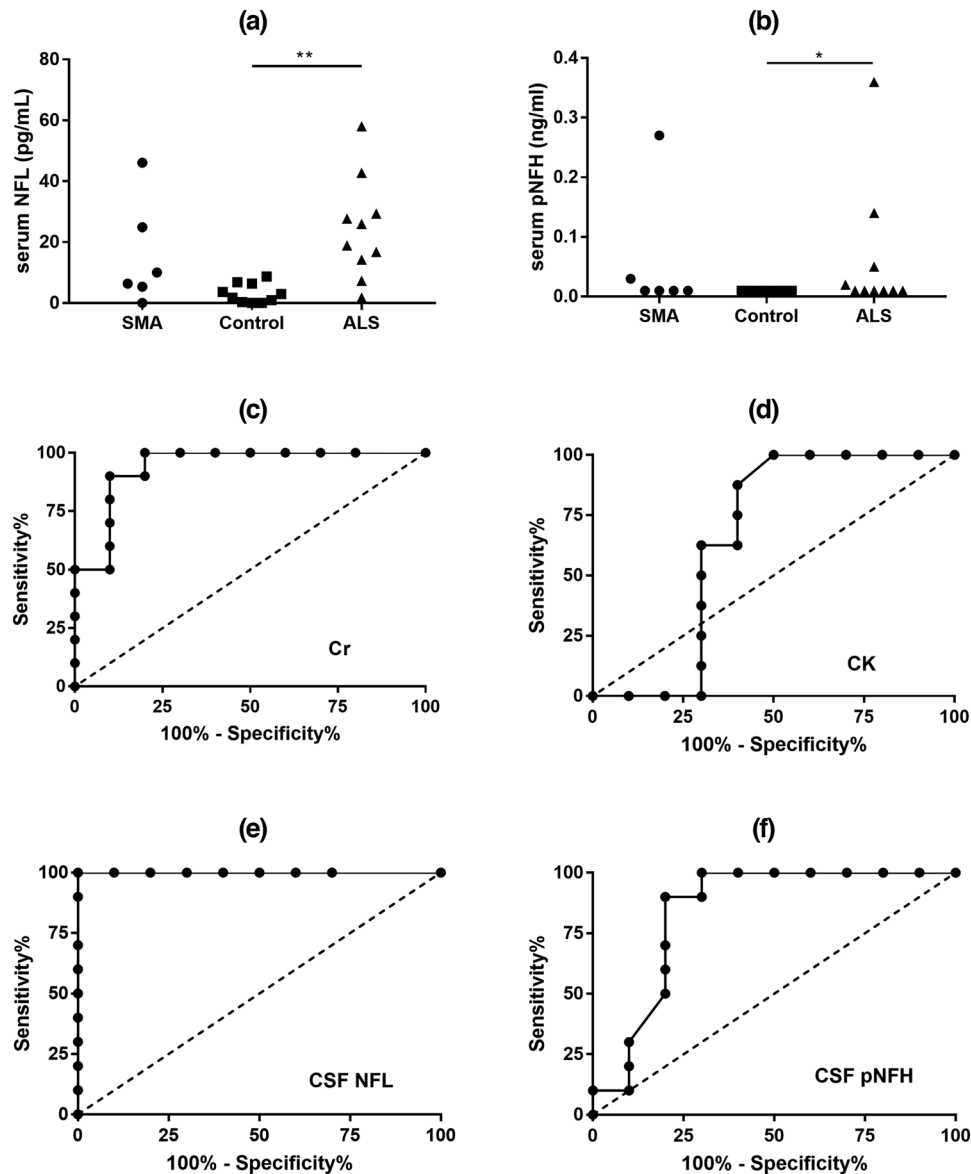 (a)
**
80
60
40
20
0
serum NFL (pg/mL)
SMA Control ALS
(b)
*
0.4
0.3
0.2
0.1
0.0
serum pNFH (ng/ml)
SMA Control ALS
(c)
100
75
50
25
0
Sensitivity%
Cr
0 25 50 75 100
100% - Specificity%
(d)
100
75
50
25
0
Sensitivity%
CK
0 25 50 75 100
100% - Specificity%
(e)
100
75
50
25
0
Sensitivity%
CSF NFL
0 25 50 75 100
100% - Specificity%
(f)
100
75
50
25
0
Sensitivity%
CSF pNFH
0 25 50 75 100
100% - Specificity%